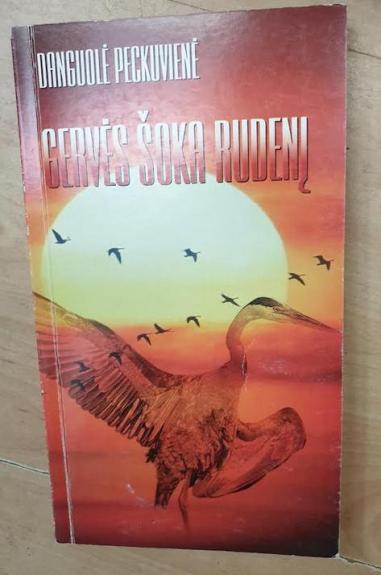 DANGUOLĖ PECKUVIENĖ
GERVĖS ŠOKA RUDENĮ